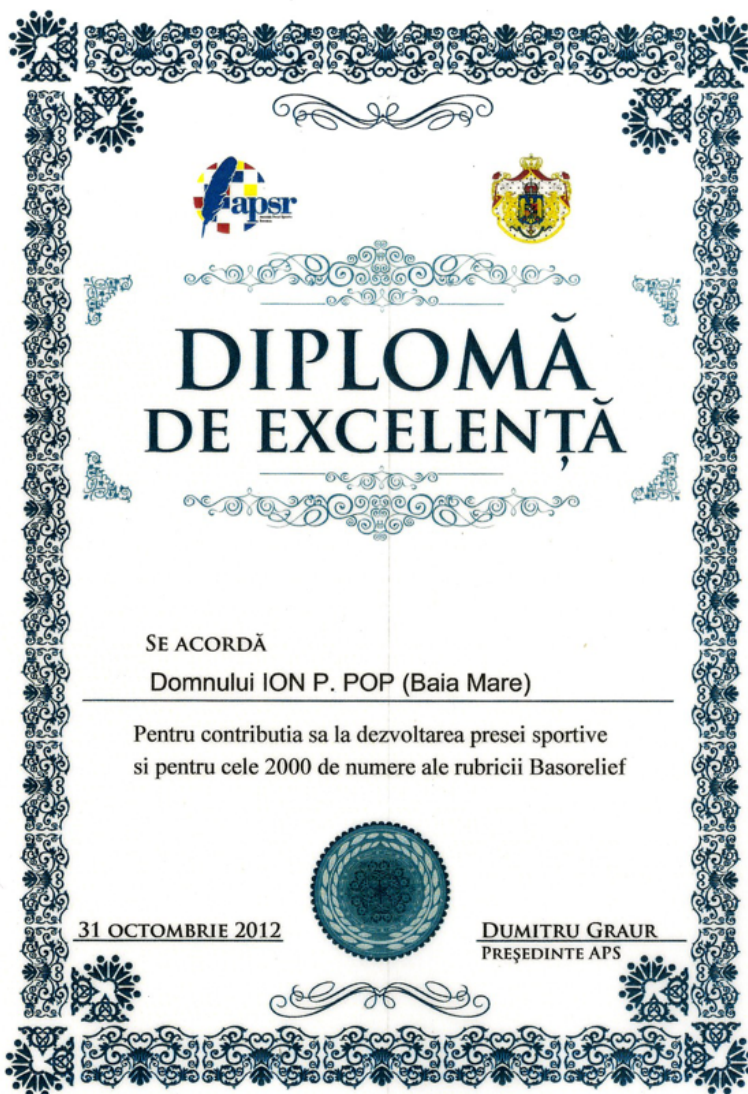 apsr
DIPLOMĂ
DE EXCELENȚĂ
SE ACORDĂ
Domnului ION P. POP (Baia Mare)
Pentru contributia sa la dezvoltarea presei sportive
si pentru cele 2000 de numere ale rubricii Basorelief
31 OCTOMBRIE 2012
DUMITRU GRAUR
PREŞEDINTE APS